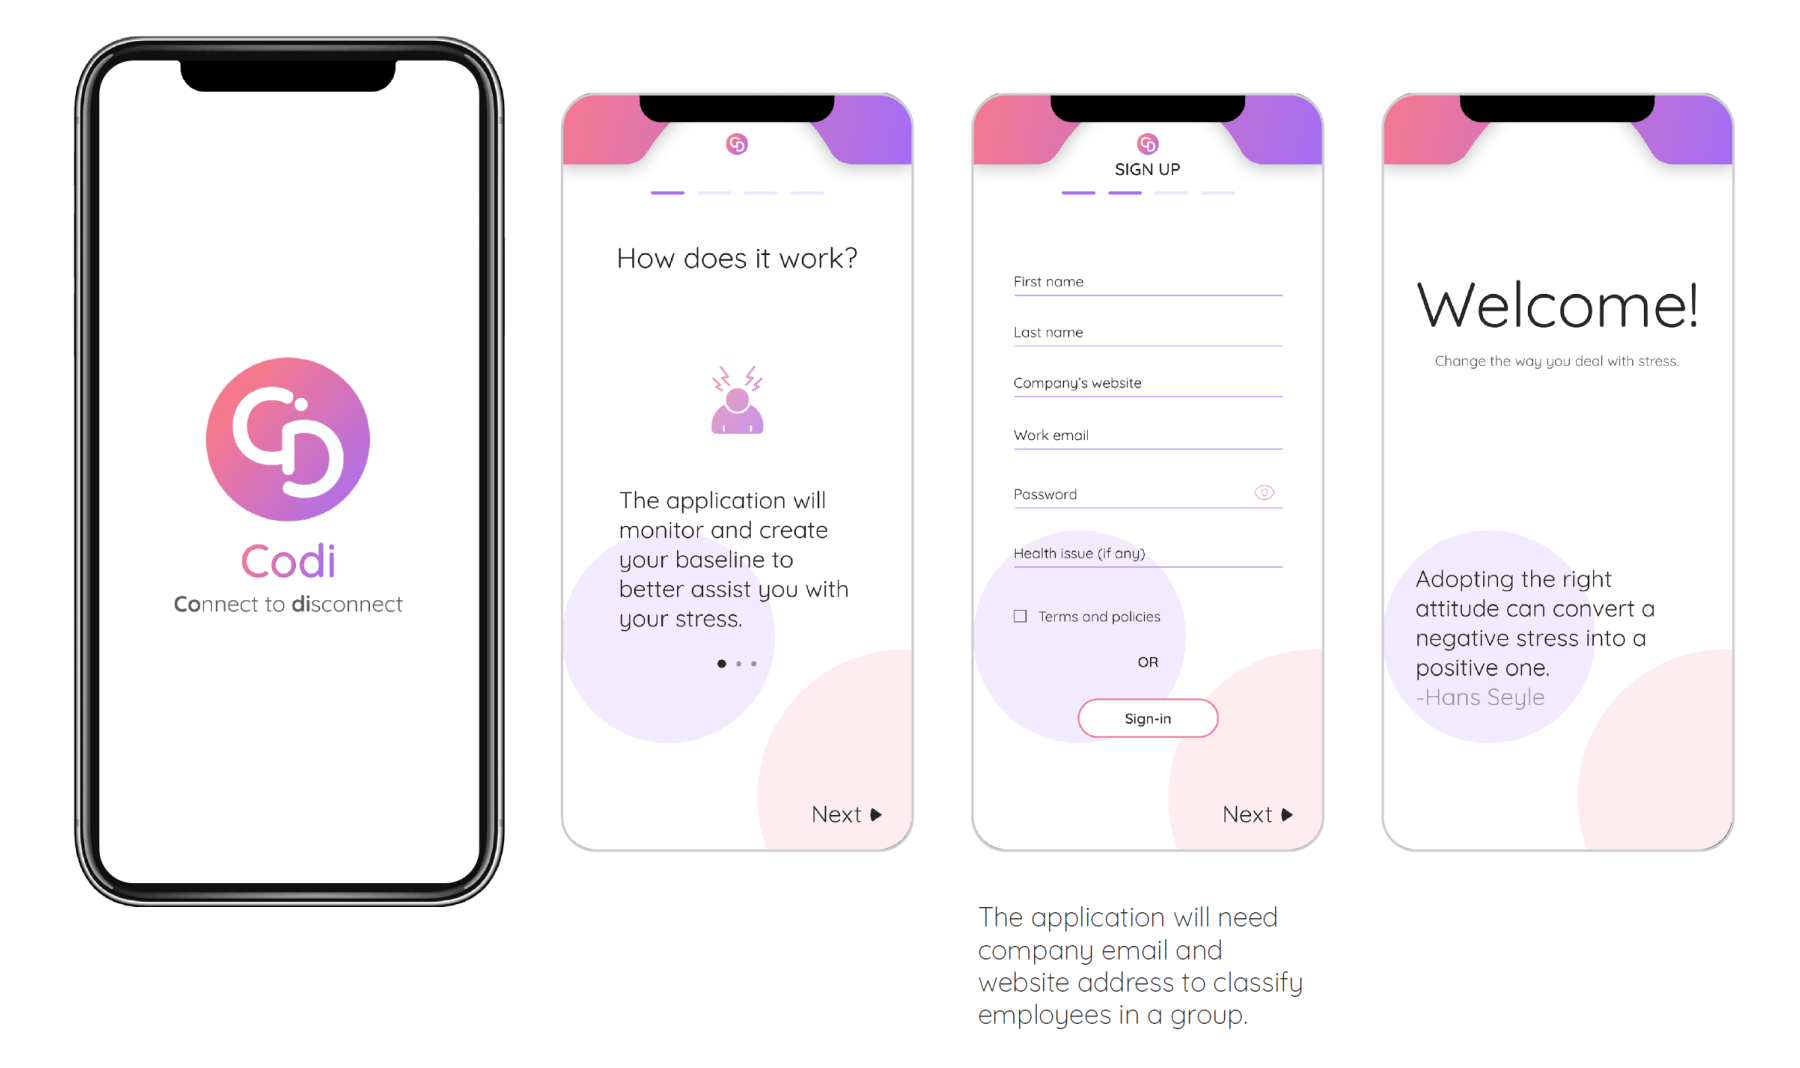 CD
Codi
Connect to disconnect
How does it work?
The application will
monitor and create
your baseline to
better assist you with
your stress.
Next
SIGN UP
First name
Last name
Company's website
Work email
Password
Health issue (if any)
Terms and policies
OR
Sign-in
Next
The application will need
company email and
website address to classify
employees in a group.
Welcome!
Change the way you deal with stress.
Adopting the right
attitude can convert a
negative stress into a
positive one.
-Hans Seyle